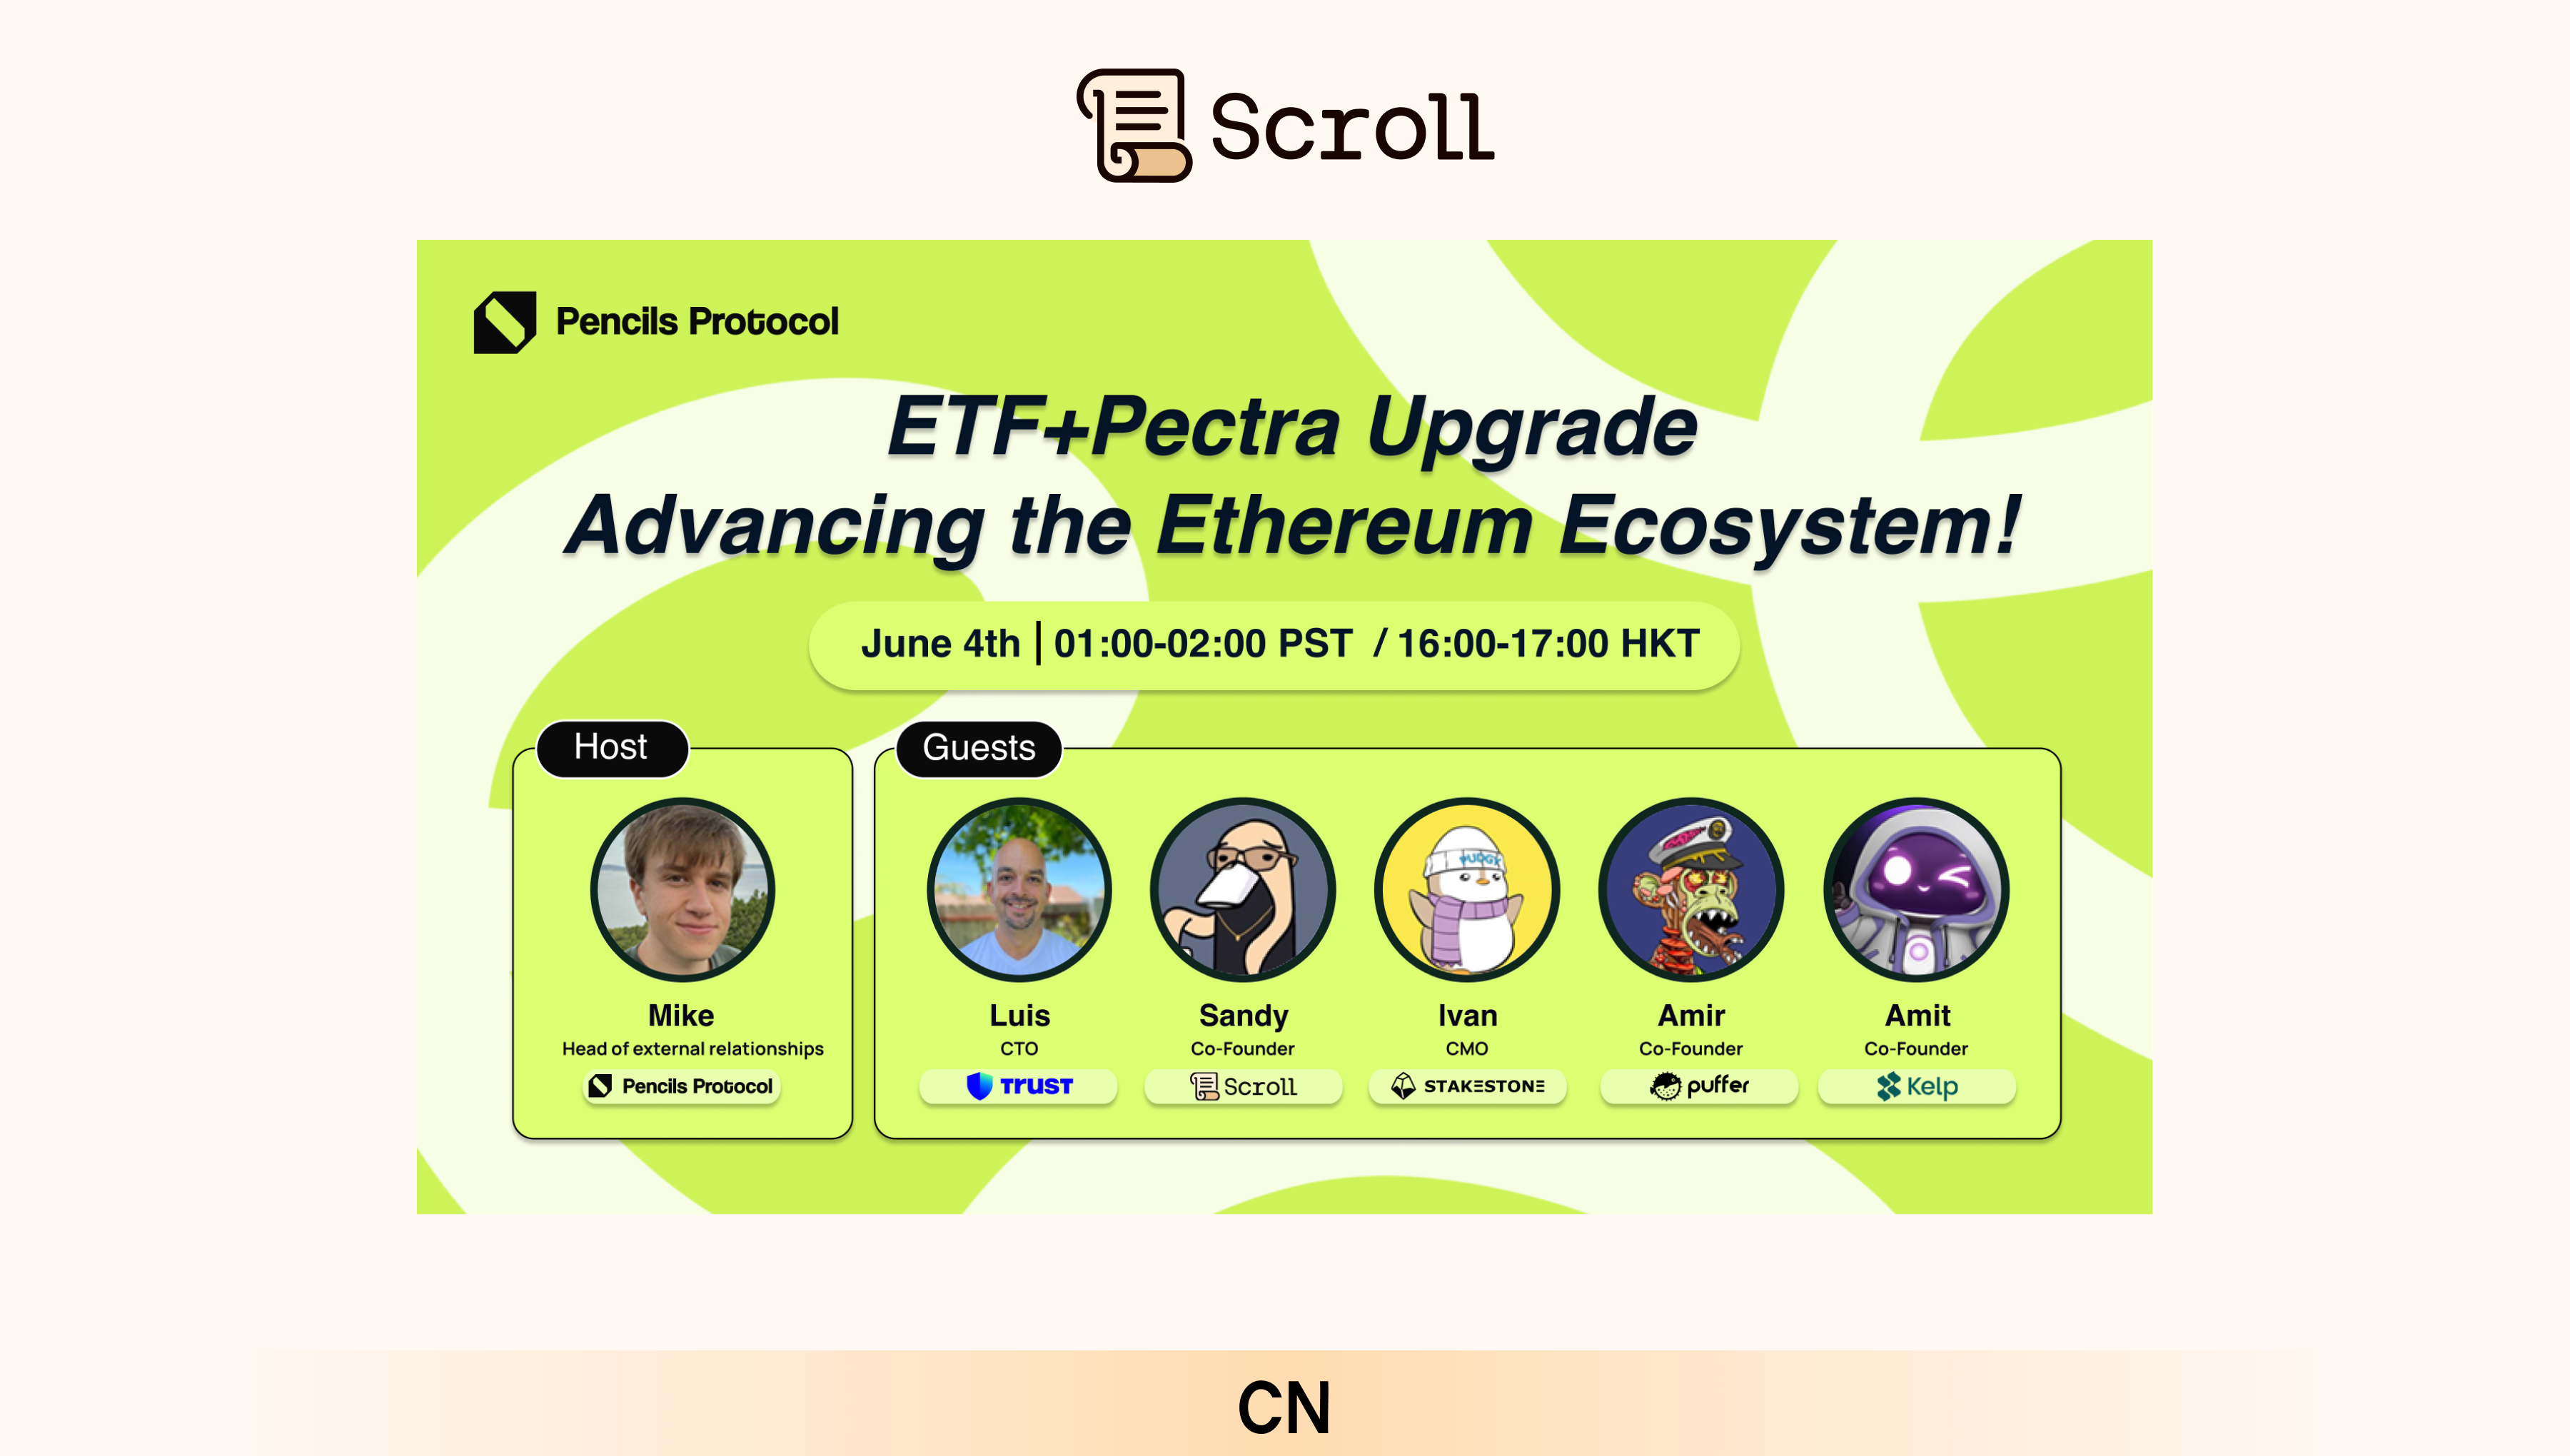 Scroll
Pencils Protocol
ETF+Pectra Upgrade
Advancing the Ethereum Ecosystem!
June 4th | 01:00-02:00 PST / 16:00-17:00 HKT
Host
Mike
Head of external relationships
Pencils Protocol
Guests
PUDGY
Luis
CTO
TRUST
Sandy
Co-Founder
Scroll
Ivan
CMO
STAKESTONE
Amir
Co-Founder
puffer
Amit
Co-Founder
Kelp
CN